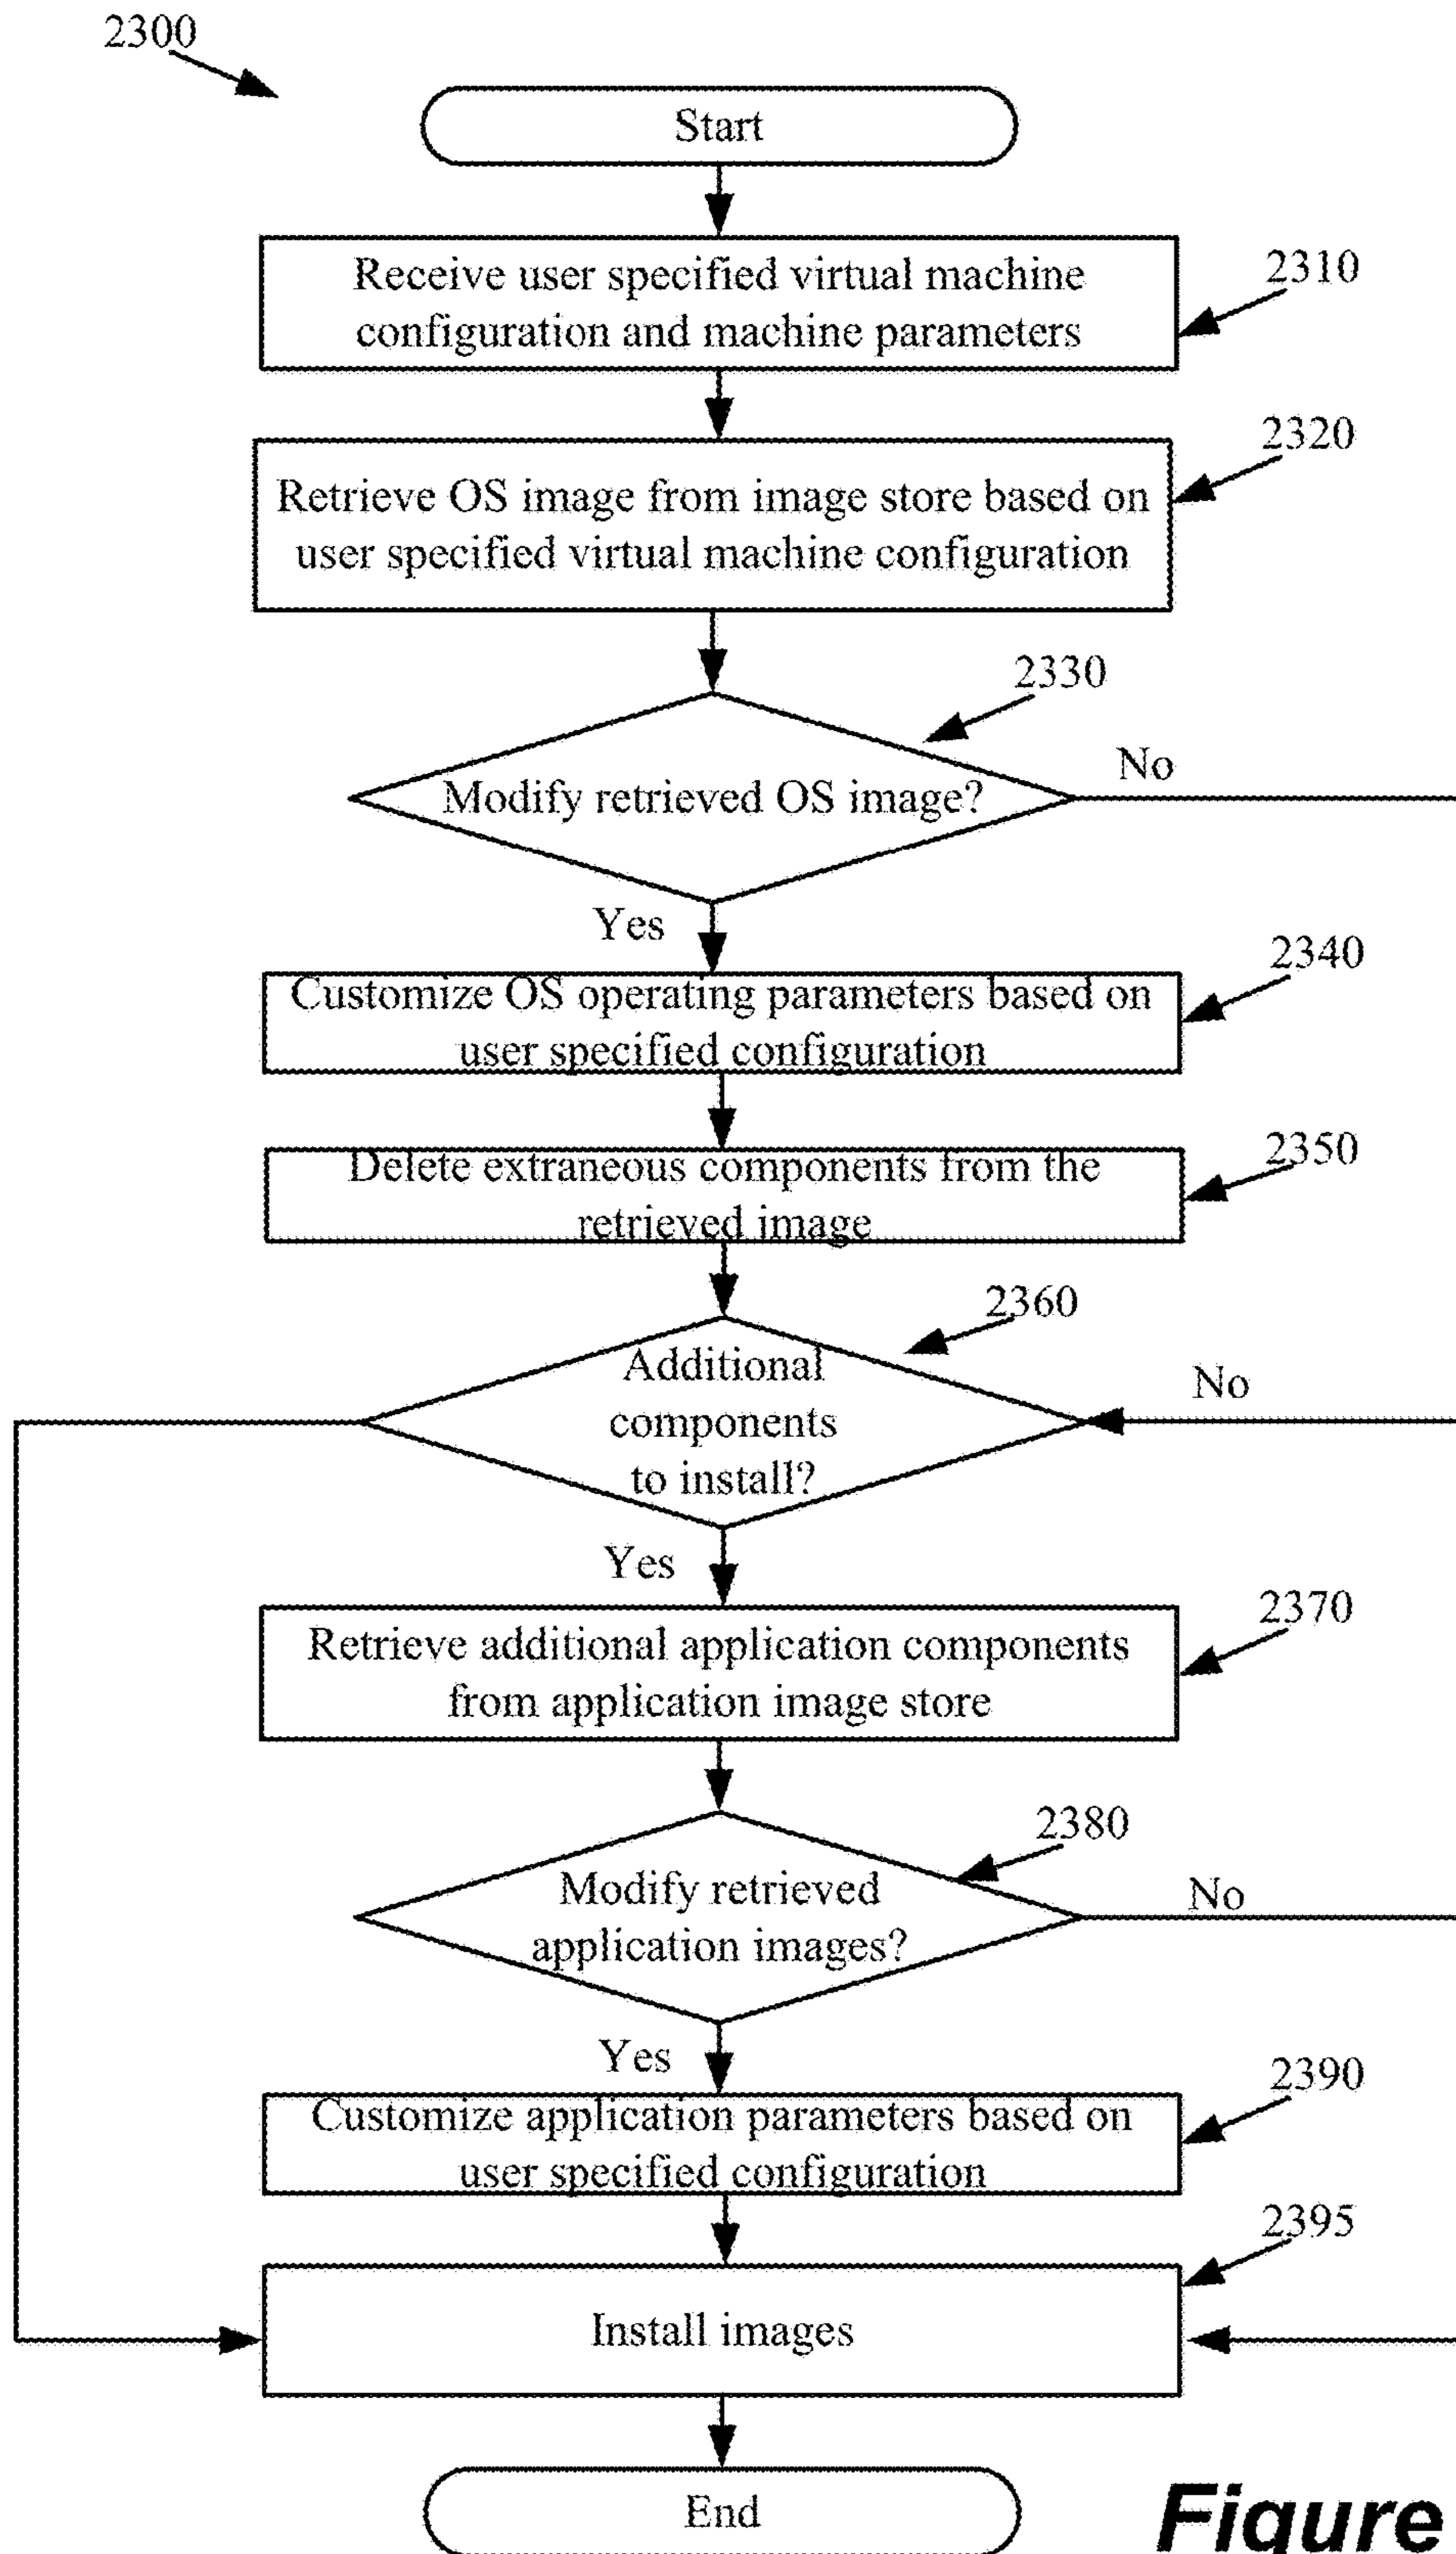 2300
Start
Receive user specified virtual machine
configuration and machine parameters
2310
Retrieve OS image from image store based on
user specified virtual machine configuration
2320
2330
Modify retrieved OS image?
No
Yes
Customize OS operating parameters based on
user specified configuration
2340
Delete extraneous components from the
retrieved image
2350
2360
Additional
components
to install?
No
Yes
Retrieve additional application components
from application image store
2370
2380
Modify retrieved
application images?
No
Yes
Customize application parameters based on
user specified configuration
2390
Install images
2395
End
Figure